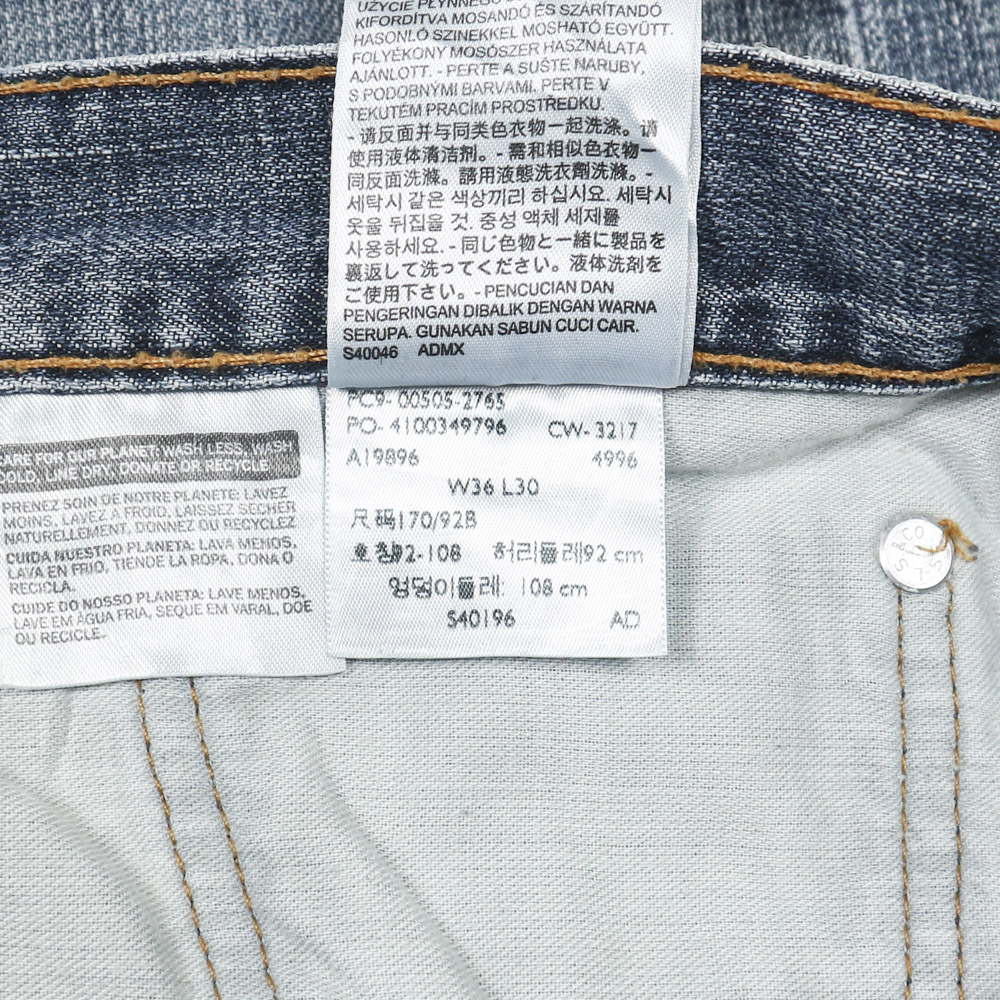 UŻYCIE PŁYNNEGO
KIFORDÍTVA MOSANDÓ ÉS SZÁRÍTANDÓ
HASONLÓ SZINEKKEL MOSHATÓ EGYÜTT.
FOLYÉKONY MOSÓSZER HASZNÁLATA
AJÁNLOTT. - PERTE A SUŠTE NARUBY,
S PODOBNÝMI BARVAMI. PERTE V
TEKUTÉM PRACÍM PROSTŘEDKU.
- 请反面并与同类色衣物一起洗涤。请
使用液体清洁剂。- 需和相似色衣物一
同反面洗滌。請用液態洗衣劑洗滌。-
세탁시 같은 색상끼리 하십시요. 세탁시
옷을 뒤집을 것. 중성 액체 세제를
사용하세요. - 同じ色物と一緒に製品を
裏返して洗ってください。液体洗剤を
ご使用下さい。- PENCUCIAN DAN
PENGERINGAN DIBALIK DENGAN WARNA
SERUPA. GUNAKAN SABUN CUCI CAIR.
S40046 ADMX
PC9- 00505-2765
PO- 4100349796 CW- 3217
A19896 4996
W36 L30
尺码170/92B
호칭92-108 허리둘레92 cm
엉덩이둘레: 108 cm
S40196 AD
CARE FOR OUR PLANET: WASH LESS, WASH
COLD, LINE DRY, DONATE OR RECYCLE
PRENEZ SOIN DE NOTRE PLANETE: LAVEZ
MOINS, LAVEZ A FROID, LAISSEZ SECHER
NATURELLEMENT, DONNEZ OU RECYCLEZ
CUIDA NUESTRO PLANETA: LAVA MENOS,
LAVA EN FRIO, TIENDE LA ROPA, DONA O
RECICLA.
CUIDE DO NOSSO PLANETA: LAVE MENOS,
LAVE EM ÁGUA FRIA, SEQUE EM VARAL, DOE
OU RECICLE.